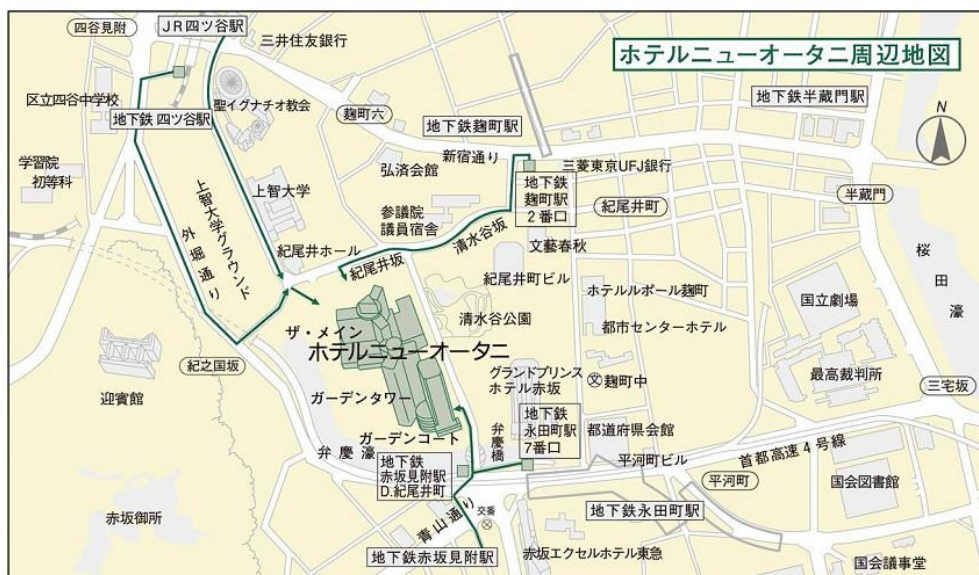 ホテルニューオータニ周辺地図
四谷見附
JR四ツ谷駅
三井住友銀行
区立四谷中学校
地下鉄 四ツ谷駅
聖イグナチオ教会
麹町六
地下鉄麹町駅
地下鉄半蔵門駅
N
学習院
初等科
上智大学
弘済会館
新宿通り
三菱東京UFJ銀行
地下鉄
麹町駅
2番口
紀尾井町
半蔵門
上智大学グラウンド
外堀通り
参議院
議員宿舎
清水谷坂
文藝春秋
紀尾井ホール
紀尾井坂
紀尾井町ビル
桜田濠
ホテルルポール麹町
国立劇場
清水谷公園
都市センターホテル
ザ・メイン
ホテルニューオータニ
紀之国坂
迎賓館
グランドプリンス
ホテル赤坂
文
麹町中
最高裁判所
三宅坂
ガーデンタワー
地下鉄
永田町駅
7番口
都道府県会館
ガーデンコート
弁慶橋
弁慶濠
地下鉄
赤坂見附駅
D.紀尾井町
平河町ビル
首都高速4号線
平河町
国会図書館
赤坂御所
青山通り
交番
地下鉄永田町駅
地下鉄赤坂見附駅
赤坂エクセルホテル東急
国会議事堂